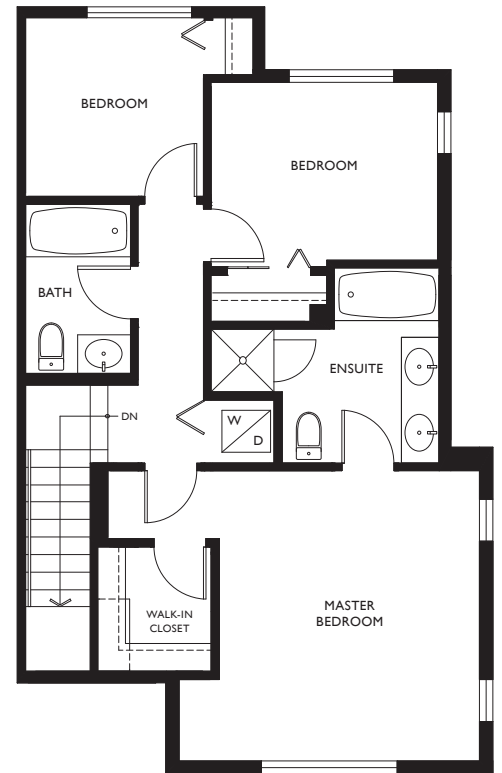 BEDROOM
BEDROOM
BATH
ENSUITE
DN
W
D
WALK-IN
CLOSET
MASTER
BEDROOM